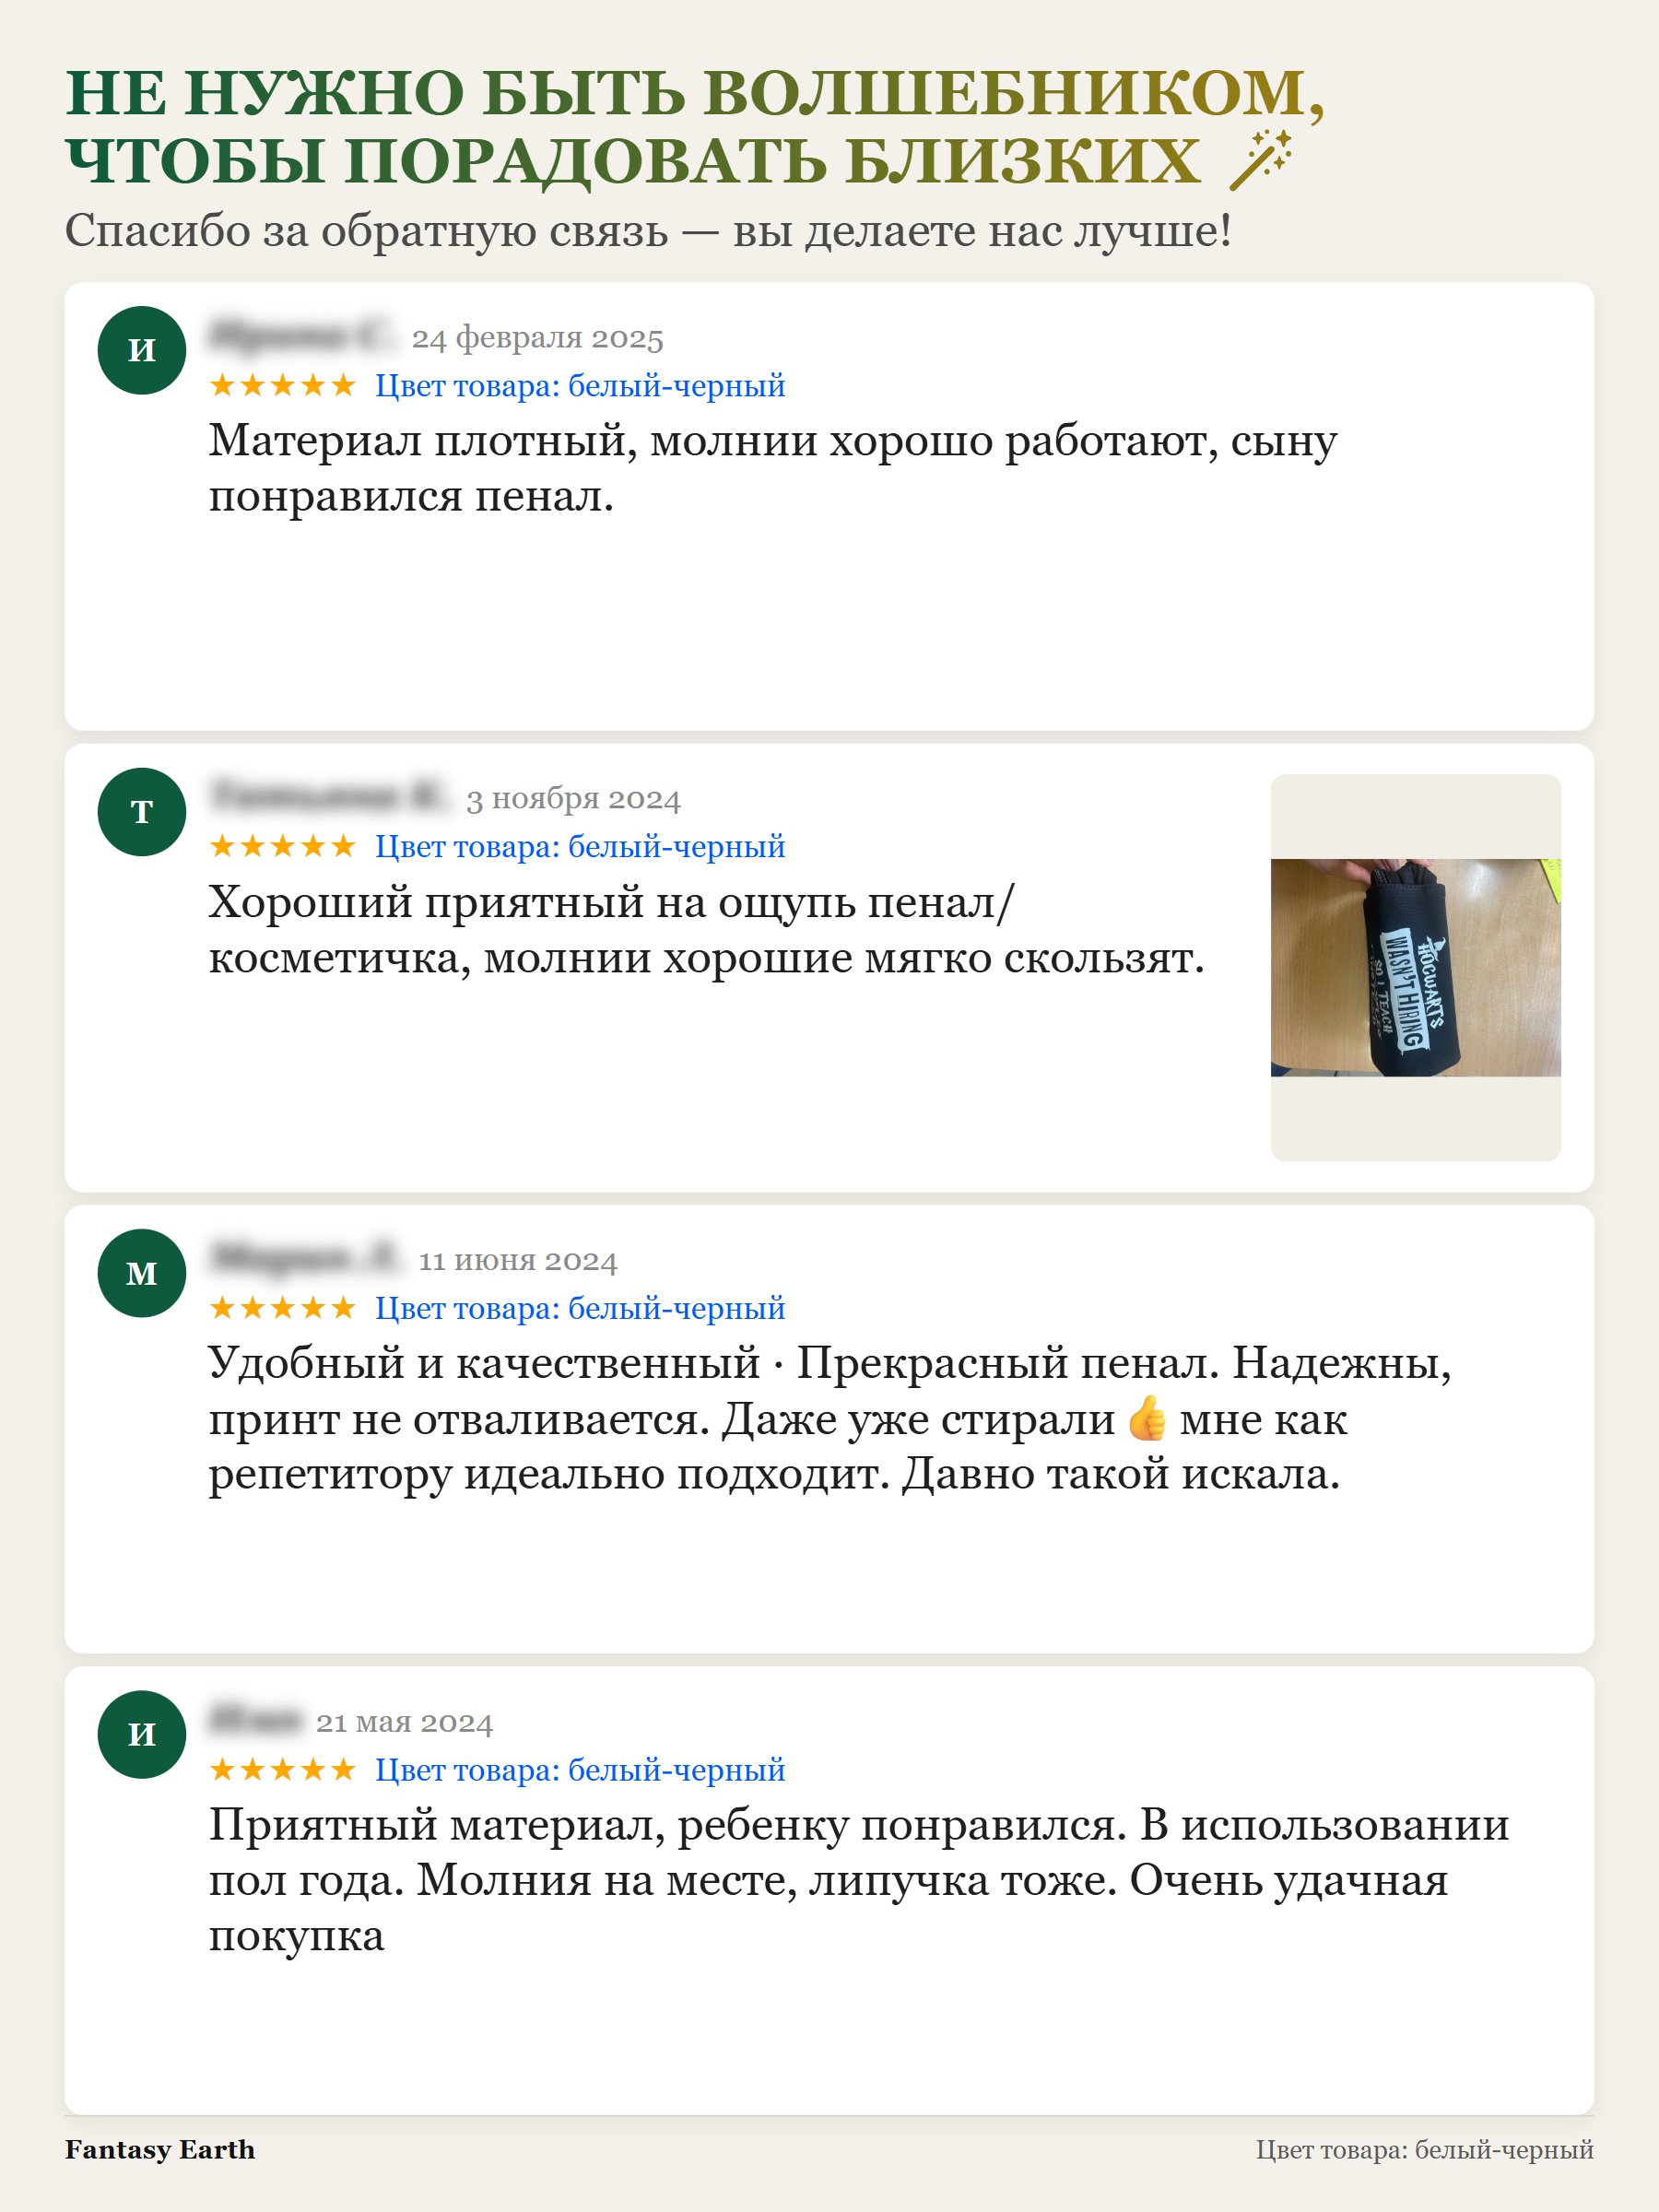 НЕ НУЖНО БЫТЬ ВОЛШЕБНИКОМ,
ЧТОБЫ ПОРАДОВАТЬ БЛИЗКИХ
Спасибо за обратную связь — вы делаете нас лучше!
И
24 февраля 2025
★★★★★ Цвет товара: белый-черный
Материал плотный, молнии хорошо работают, сыну
понравился пенал.
Т
3 ноября 2024
★★★★★ Цвет товара: белый-черный
Хороший приятный на ощупь пенал/
косметичка, молнии хорошие мягко скользят.
HOGWARTS
WASN'T HIRING
SO I TEACH
М
11 июня 2024
★★★★★ Цвет товара: белый-черный
Удобный и качественный · Прекрасный пенал. Надежны,
принт не отваливается. Даже уже стирали 👍 мне как
репетитору идеально подходит. Давно такой искала.
И
21 мая 2024
★★★★★ Цвет товара: белый-черный
Приятный материал, ребенку понравился. В использовании
пол года. Молния на месте, липучка тоже. Очень удачная
покупка
Fantasy Earth
Цвет товара: белый-черный